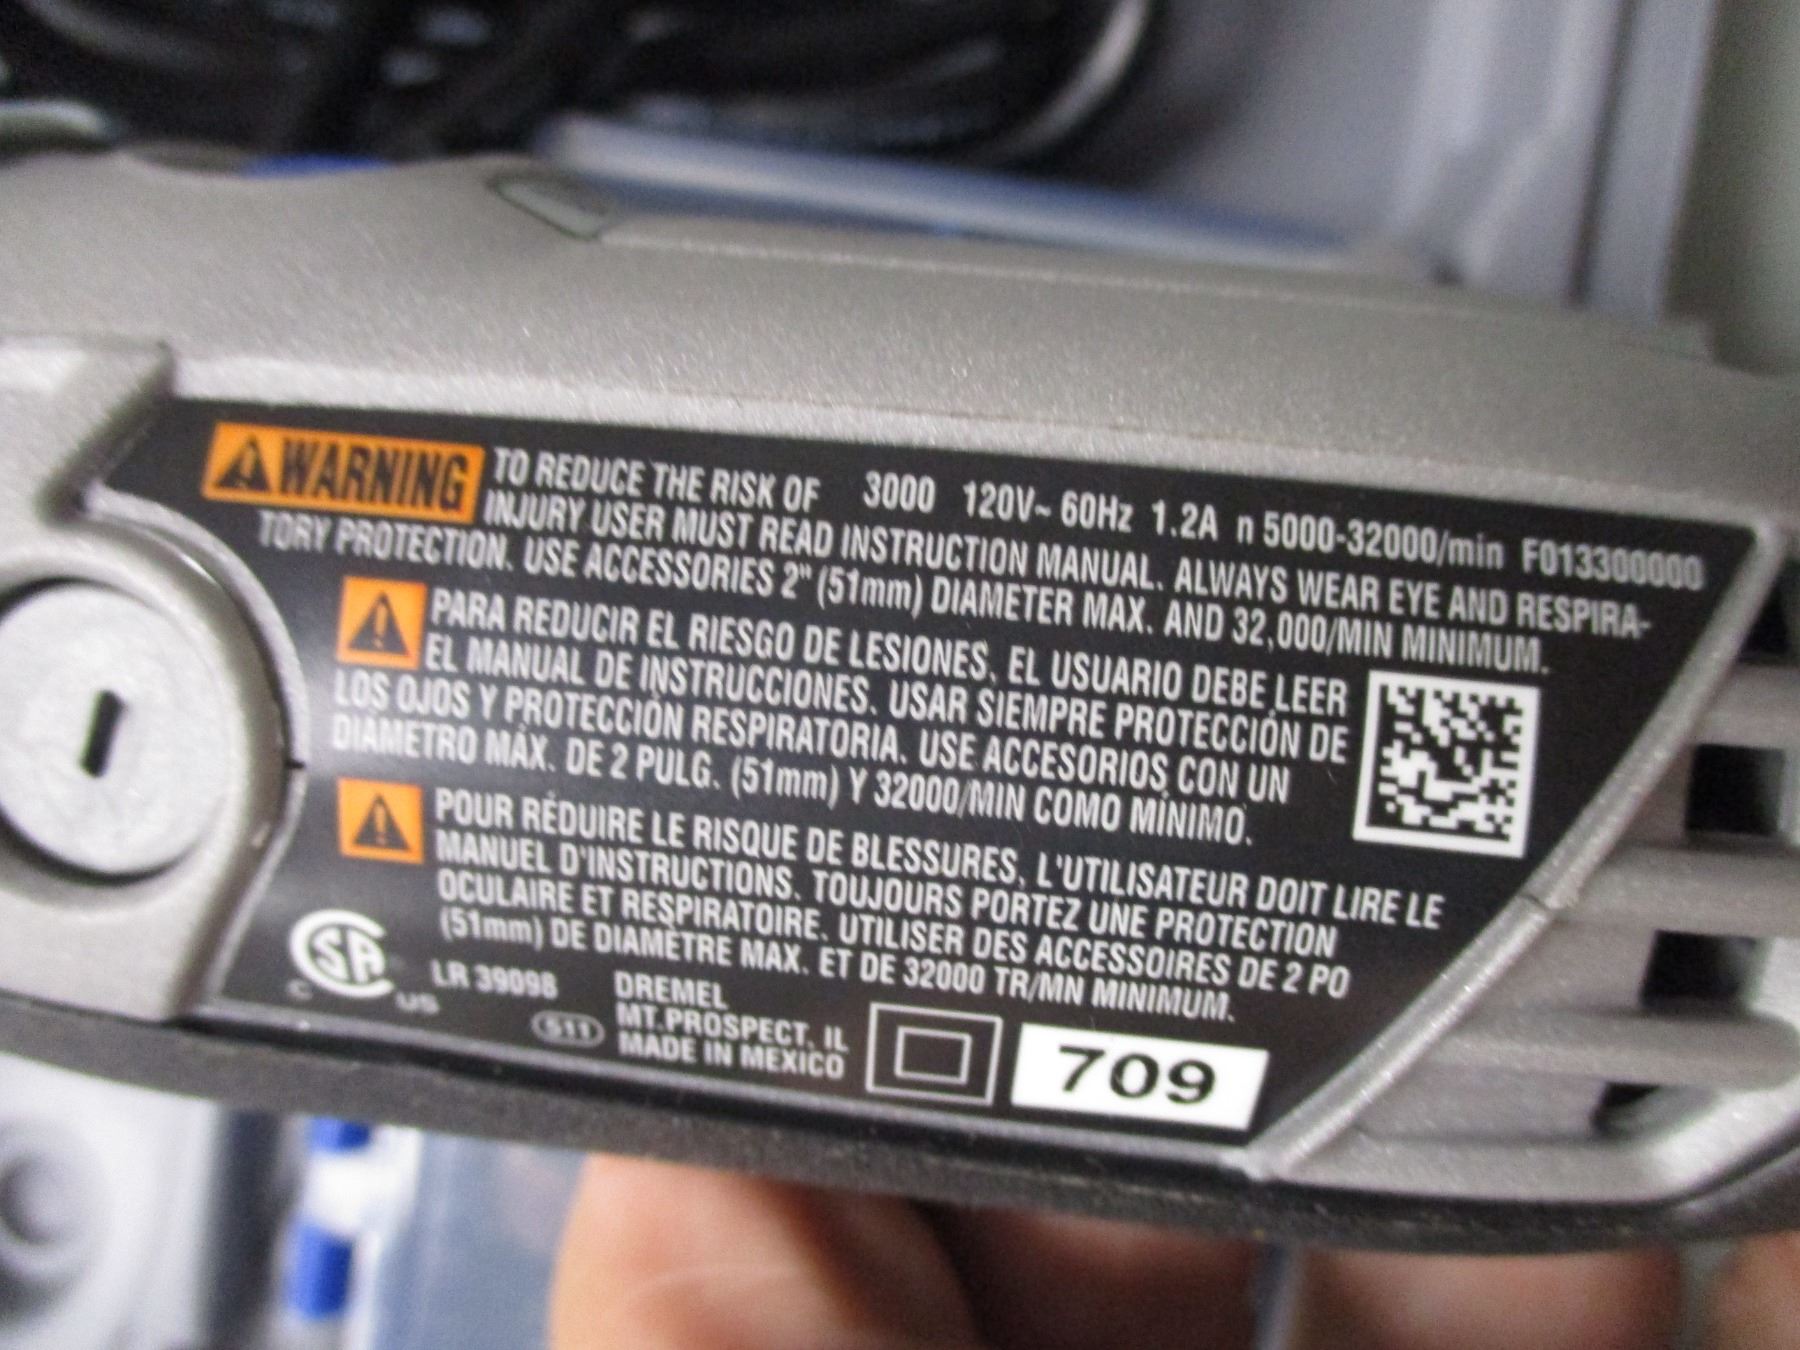 WARNING TO REDUCE THE RISK OF 3000 120V~ 60Hz 1.2A n 5000-32000/min F013300000
INJURY USER MUST READ INSTRUCTION MANUAL. ALWAYS WEAR EYE AND RESPIRA-
TORY PROTECTION. USE ACCESSORIES 2" (51mm) DIAMETER MAX. AND 32,000/MIN MINIMUM.
PARA REDUCIR EL RIESGO DE LESIONES, EL USUARIO DEBE LEER
EL MANUAL DE INSTRUCCIONES. USAR SIEMPRE PROTECCIÓN DE
LOS OJOS Y PROTECCIÓN RESPIRATORIA. USE ACCESORIOS CON UN
DIAMETRO MÁX. DE 2 PULG. (51mm) Y 32000/MIN COMO MÍNIMO.
POUR RÉDUIRE LE RISQUE DE BLESSURES, L'UTILISATEUR DOIT LIRE LE
MANUEL D'INSTRUCTIONS. TOUJOURS PORTEZ UNE PROTECTION
OCULAIRE ET RESPIRATOIRE. UTILISER DES ACCESSOIRES DE 2 PO
(51mm) DE DIAMÈTRE MAX. ET DE 32000 TR/MN MINIMUM.
C SA US
LR 39098
511
DREMEL
MT. PROSPECT, IL
MADE IN MEXICO
709